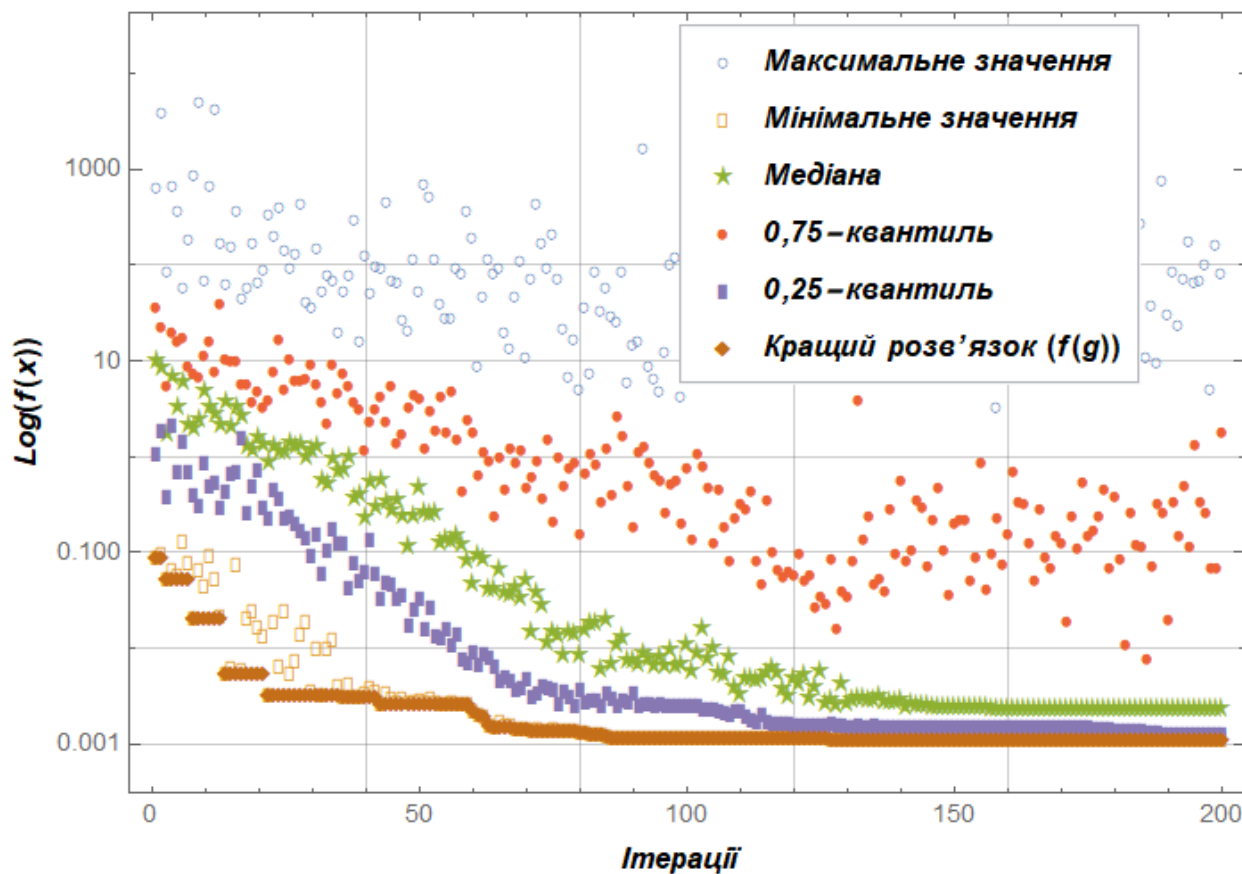 Максимальне значення
Мінімальне значення
Медіана
0,75–квантиль
0,25–квантиль
Кращий розв’язок (f(g))
Log(f(x))
1000
10
0.100
0.001
0
50
100
150
200
Ітерації